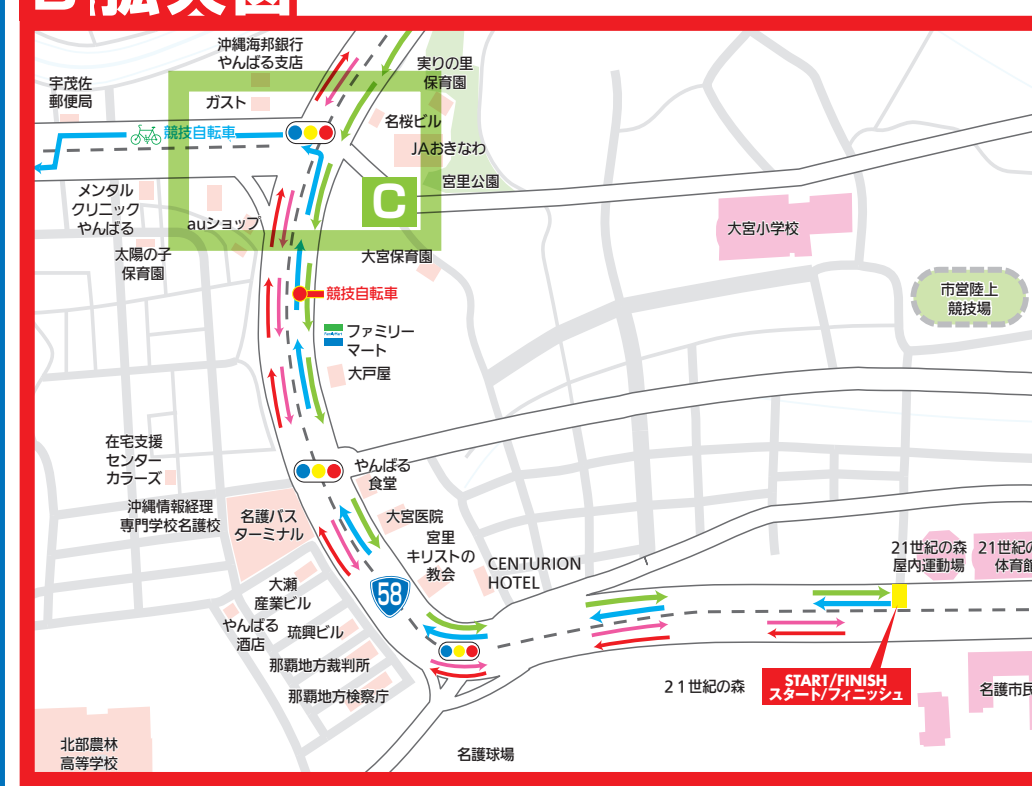 沖縄海邦銀行
やんばる支店
実りの里
保育園
宇茂佐
郵便局
ガスト
名桜ビル
競技自転車
JAおきなわ
宮里公園
C
メンタル
クリニック
やんばる
auショップ
大宮小学校
太陽の子
保育園
大宮保育園
競技自転車
市営陸上
競技場
ファミリー
マート
大戸屋
在宅支援
センター
カラーズ
やんばる
食堂
沖縄情報経理
専門学校名護校
名護バス
ターミナル
大宮医院
宮里
キリストの
教会
CENTURION
HOTEL
21世紀の森
屋内運動場
21世紀の
体育館
58
大瀬
産業ビル
やんばる
酒店
琉興ビル
那覇地方裁判所
那覇地方検察庁
21世紀の森
START/FINISH
スタート/フィニッシュ
名護市民
北部農林
高等学校
名護球場